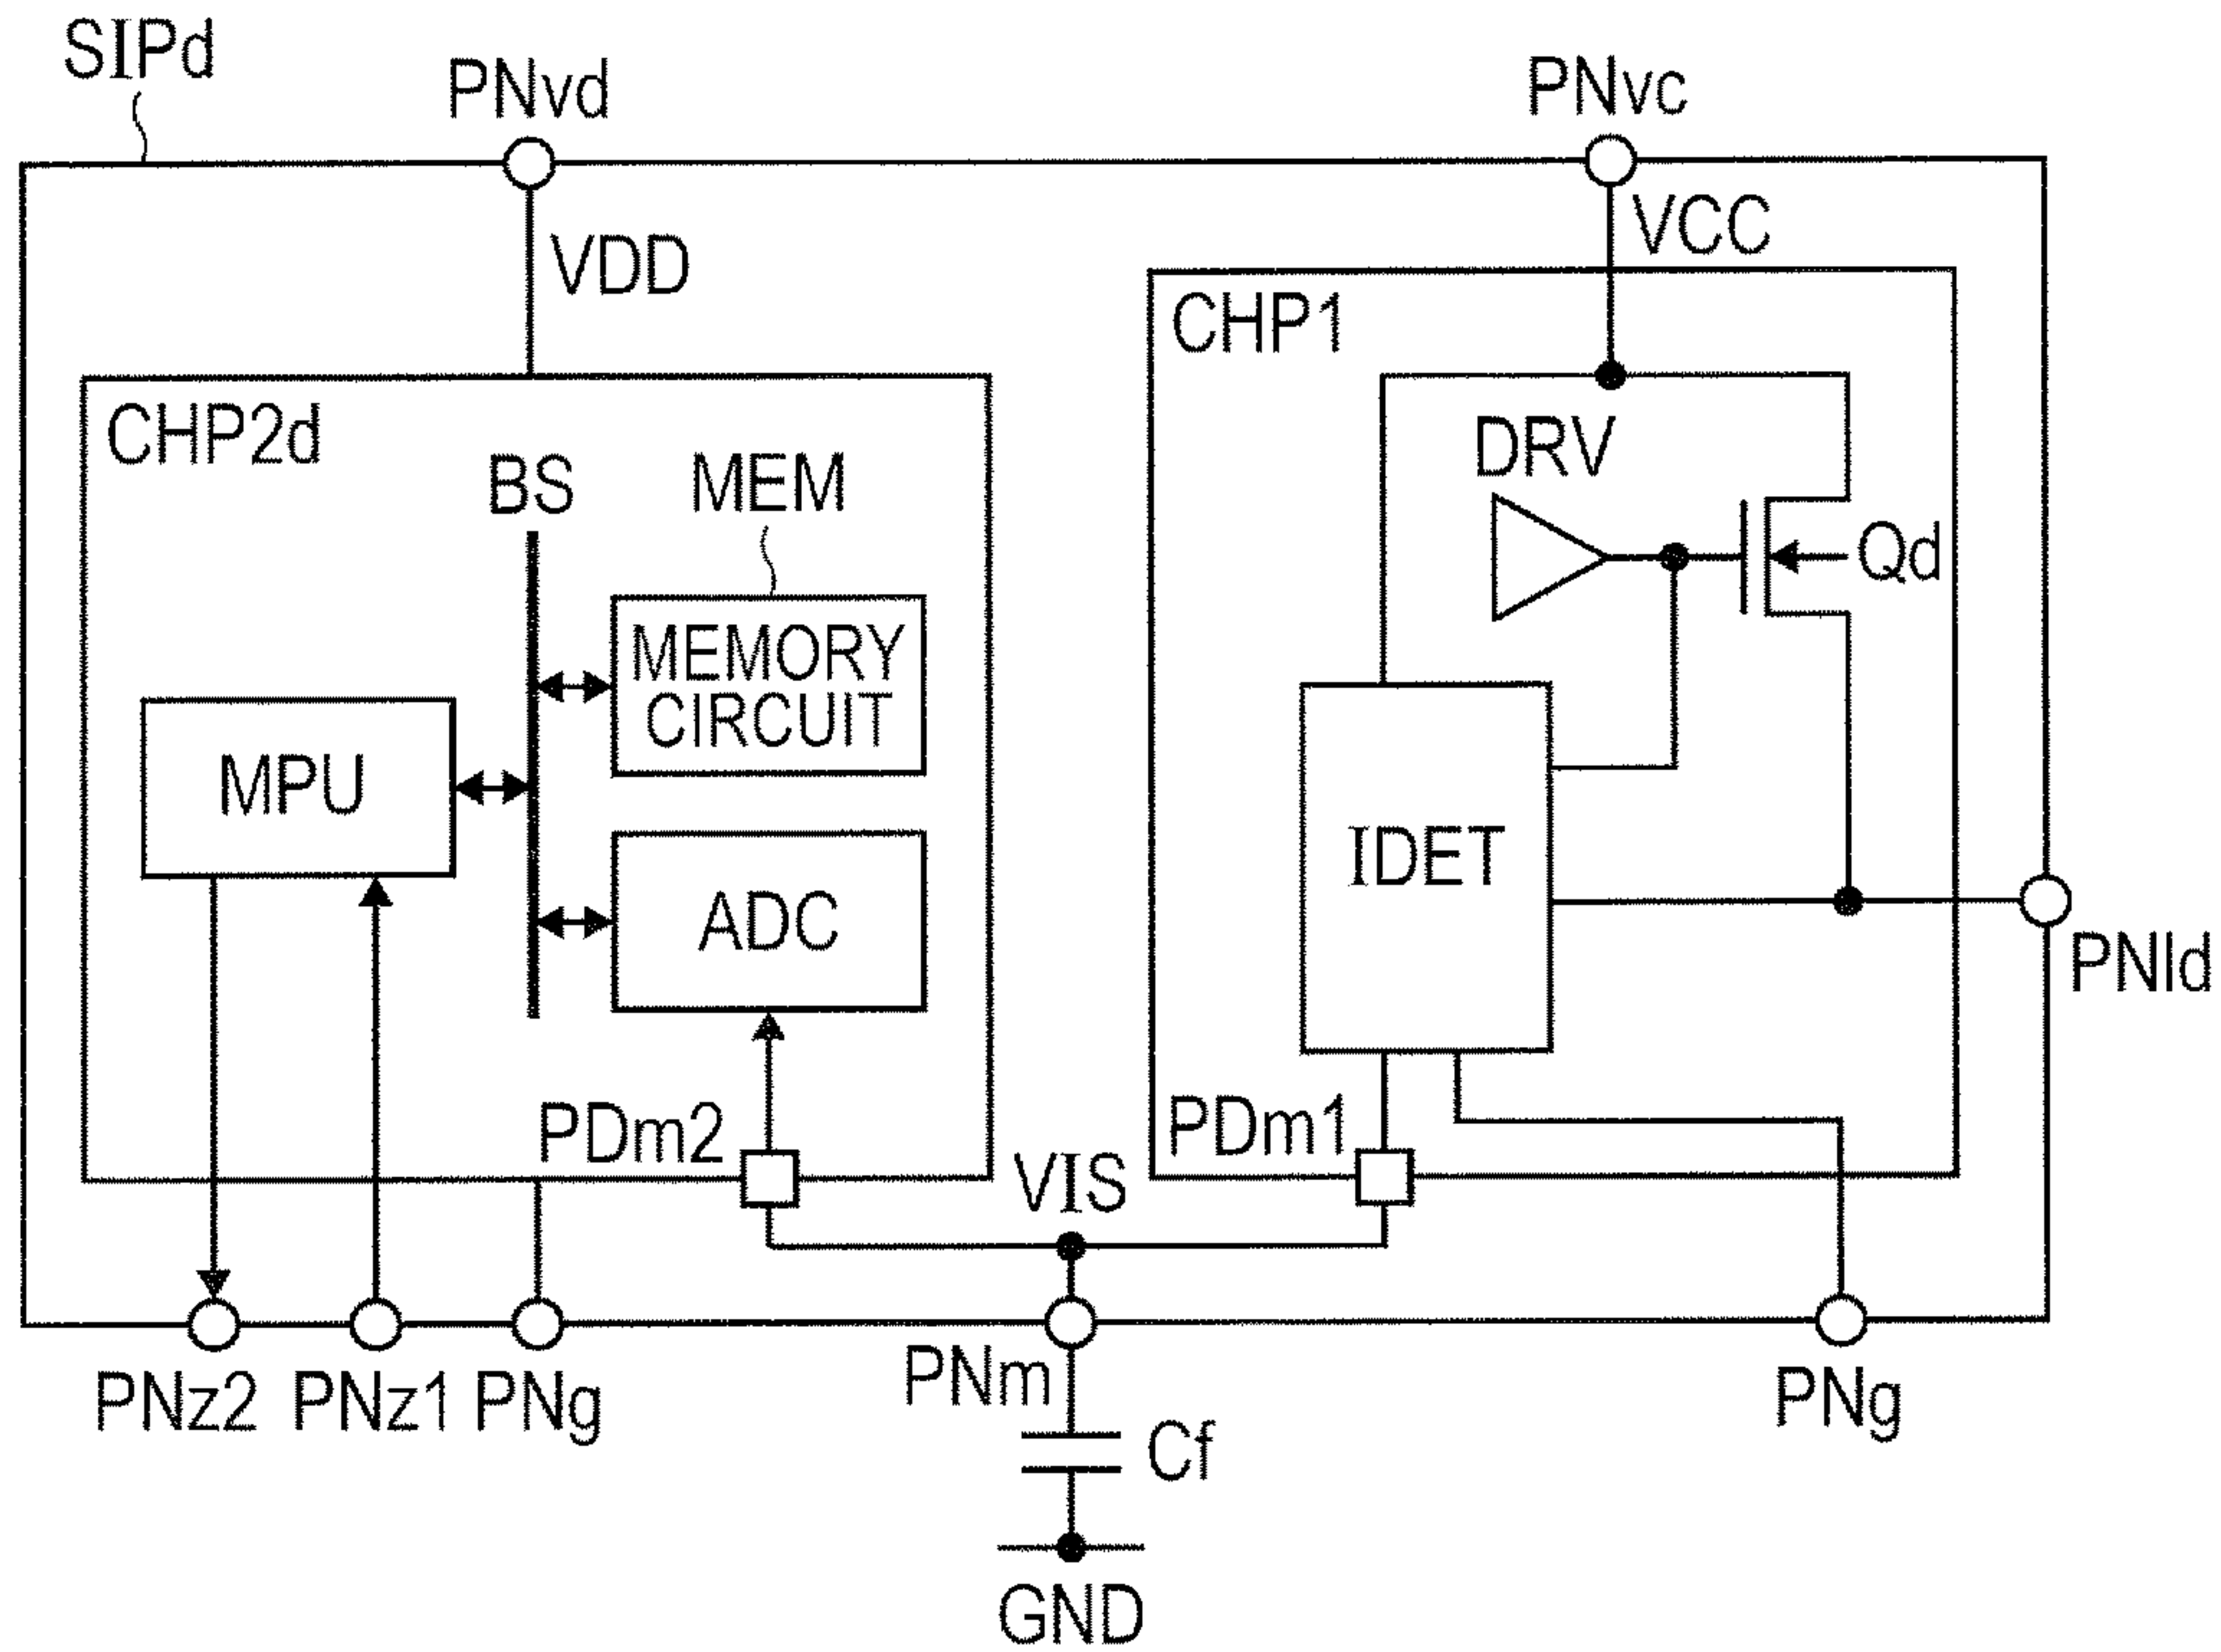 SIPd
PNvd
PNvc
VDD
VCC
CHP1
CHP2d
DRV
BS
MEM
Qd
MEMORY
CIRCUIT
MPU
IDET
ADC
PNld
PDm2
PDm1
VIS
PNz2
PNz1
PNg
PNm
PNg
Cf
GND